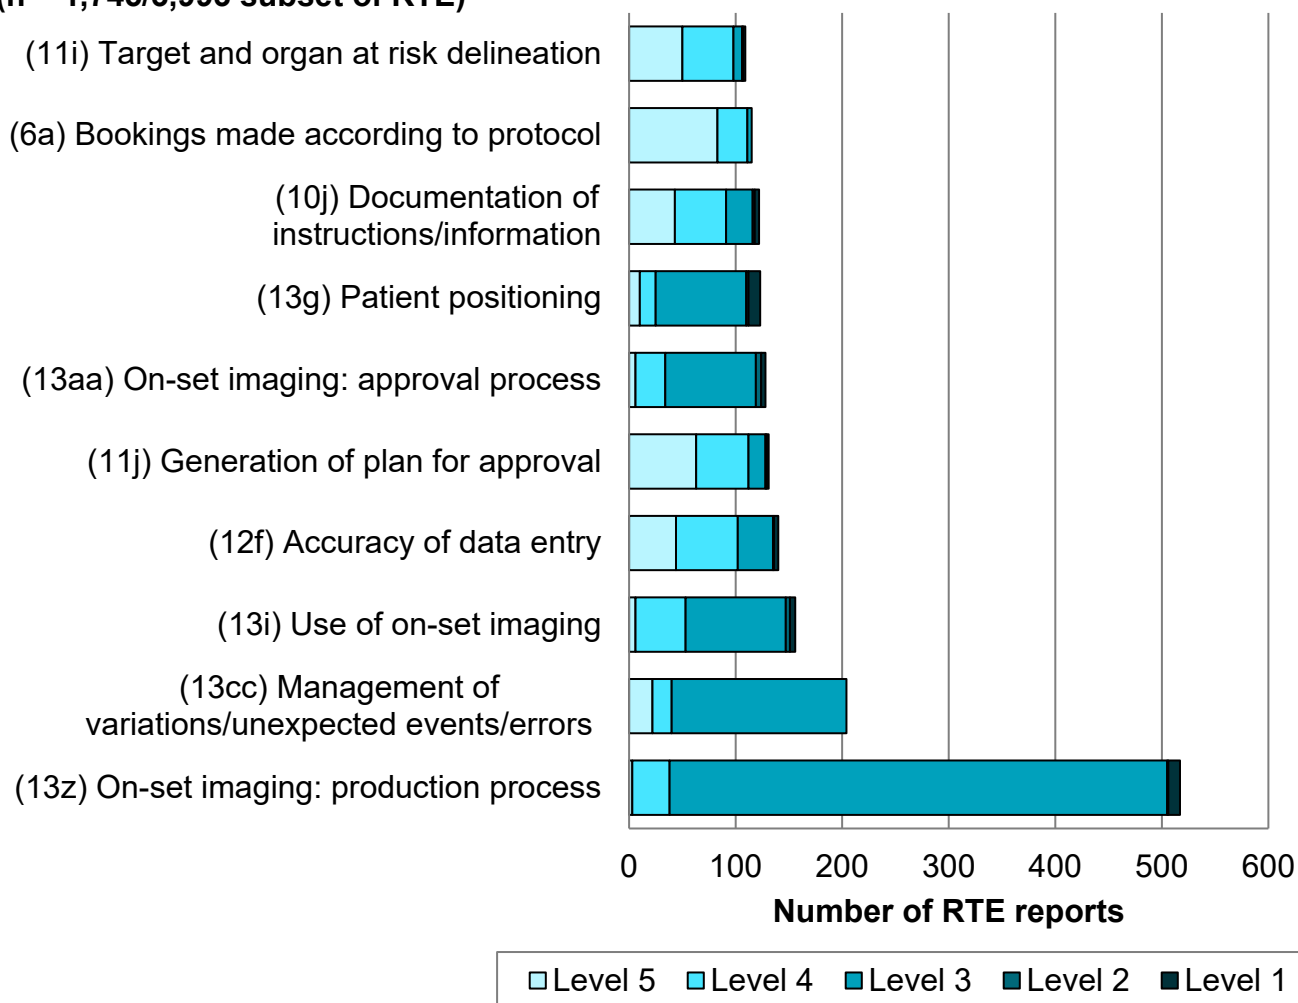 (11i) Target and organ at risk delineation
(6a) Bookings made according to protocol
(10j) Documentation of
instructions/information
(13g) Patient positioning
(13aa) On-set imaging: approval process
(11j) Generation of plan for approval
(12f) Accuracy of data entry
(13i) Use of on-set imaging
(13cc) Management of
variations/unexpected events/errors
(13z) On-set imaging: production process
0 100 200 300 400 500 600
Number of RTE reports
Level 5 Level 4 Level 3 Level 2 Level 1